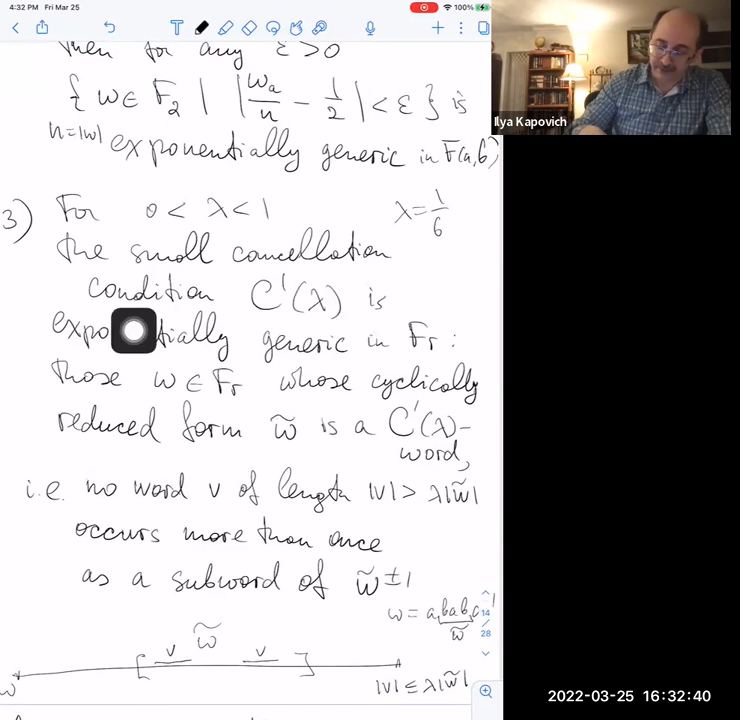 4:32 PM Fri Mar 25
100%
then for any ε > 0
{ w ∈ F₂ | | wₐ/n − 1/2 | < ε } is
n=|w|
exponentially generic in F(a,b)
3) For 0 < λ < 1 λ = 1/6
the small cancellation
condition C'(λ) is
expo tially generic in Fr :
those w ∈ Fr whose cyclically
reduced form w̃ is a C'(λ)-
word,
i.e. no word v of length |v| > λ|w̃|
occurs more than once
as a subword of w̃ ±1
w = a bab
w̃
14
/
28
w̃
v v
w
|v| ≤ λ|w̃|
Ilya Kapovich
2022-03-25 16:32:40